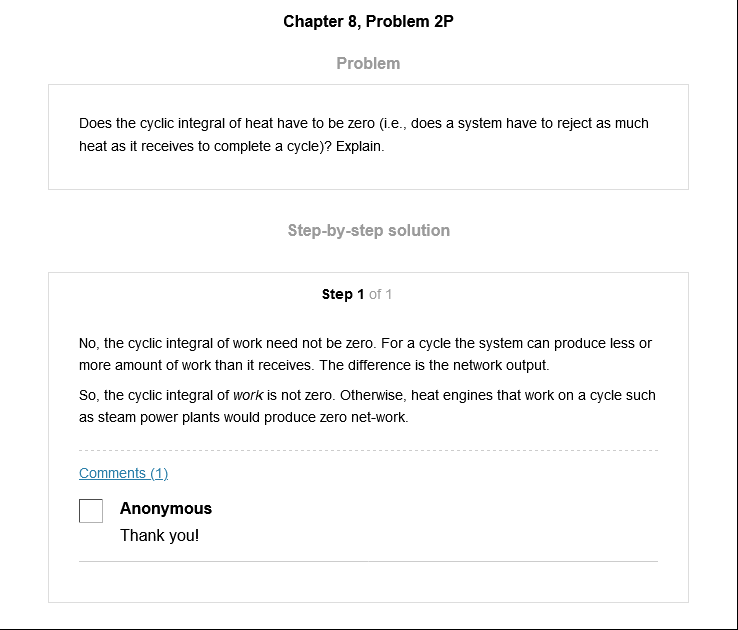 Chapter 8, Problem 2P
Problem
Does the cyclic integral of heat have to be zero (i.e., does a system have to reject as much
heat as it receives to complete a cycle)? Explain.
Step-by-step solution
Step 1 of 1
No, the cyclic integral of work need not be zero. For a cycle the system can produce less or
more amount of work than it receives. The difference is the network output.
So, the cyclic integral of work is not zero. Otherwise, heat engines that work on a cycle such
as steam power plants would produce zero net-work.
Comments (1)
Anonymous
Thank you!